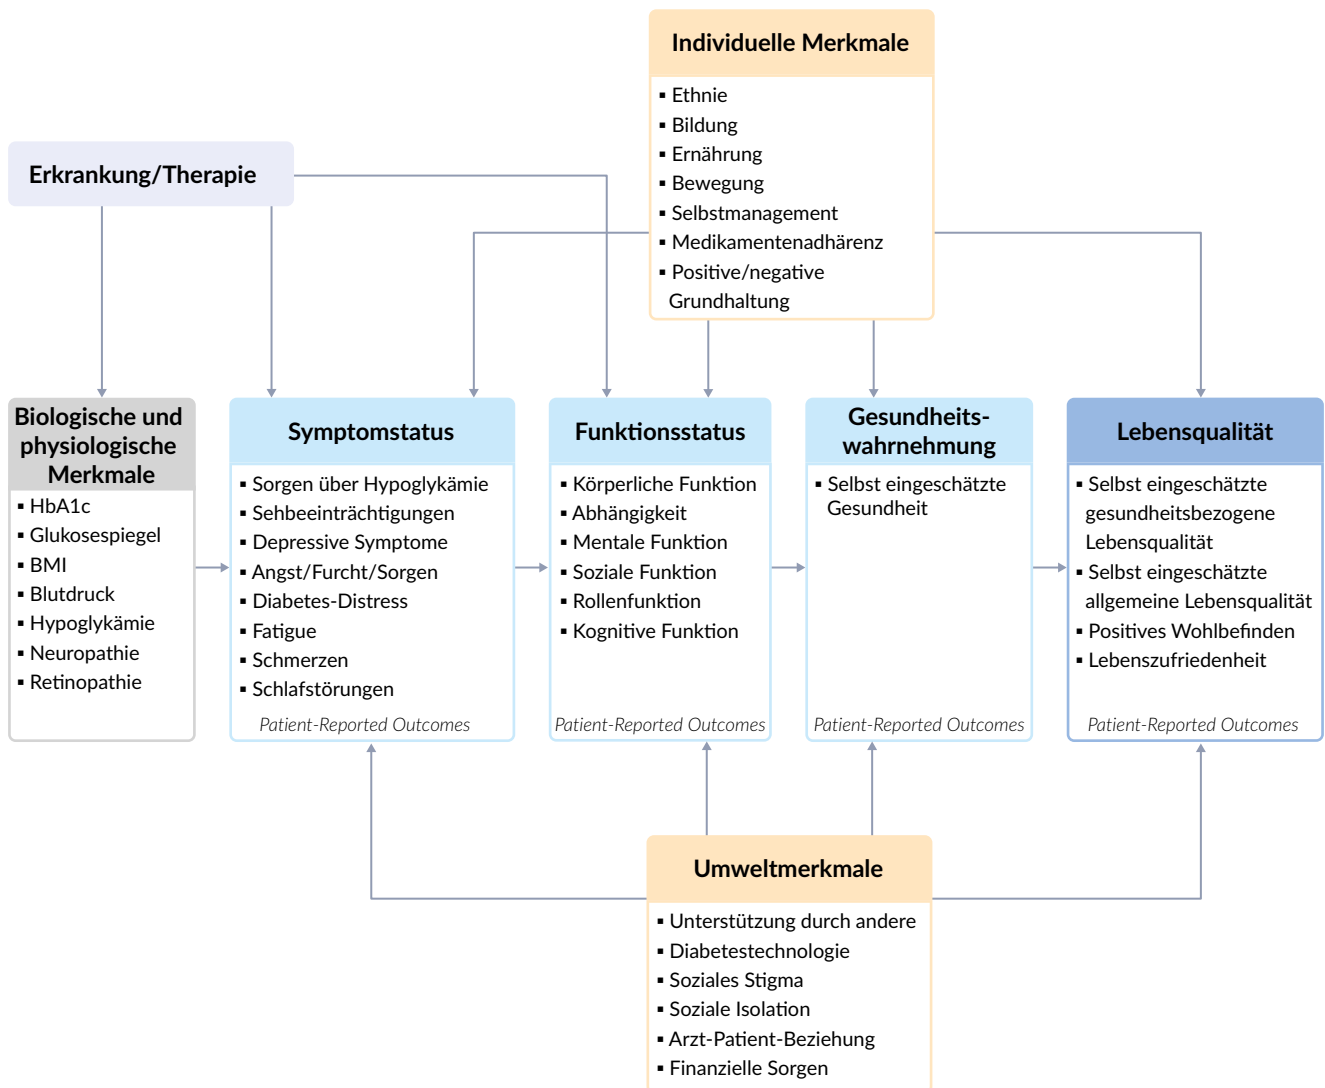 Individuelle Merkmale
▪ Ethnie
▪ Bildung
▪ Ernährung
▪ Bewegung
▪ Selbstmanagement
▪ Medikamentenadhärenz
▪ Positive/negative
Grundhaltung
Erkrankung/Therapie
Biologische und
physiologische
Merkmale
▪ HbA1c
▪ Glukosespiegel
▪ BMI
▪ Blutdruck
▪ Hypoglykämie
▪ Neuropathie
▪ Retinopathie
Symptomstatus
▪ Sorgen über Hypoglykämie
▪ Sehbeeinträchtigungen
▪ Depressive Symptome
▪ Angst/Furcht/Sorgen
▪ Diabetes-Distress
▪ Fatigue
▪ Schmerzen
▪ Schlafstörungen
Patient-Reported Outcomes
Funktionsstatus
▪ Körperliche Funktion
▪ Abhängigkeit
▪ Mentale Funktion
▪ Soziale Funktion
▪ Rollenfunktion
▪ Kognitive Funktion
Patient-Reported Outcomes
Gesundheits-
wahrnehmung
▪ Selbst eingeschätzte
Gesundheit
Patient-Reported Outcomes
Lebensqualität
▪ Selbst eingeschätzte
gesundheitsbezogene
Lebensqualität
▪ Selbst eingeschätzte
allgemeine Lebensqualität
▪ Positives Wohlbefinden
▪ Lebenszufriedenheit
Patient-Reported Outcomes
Umweltmerkmale
▪ Unterstützung durch andere
▪ Diabetestechnologie
▪ Soziales Stigma
▪ Soziale Isolation
▪ Arzt-Patient-Beziehung
▪ Finanzielle Sorgen